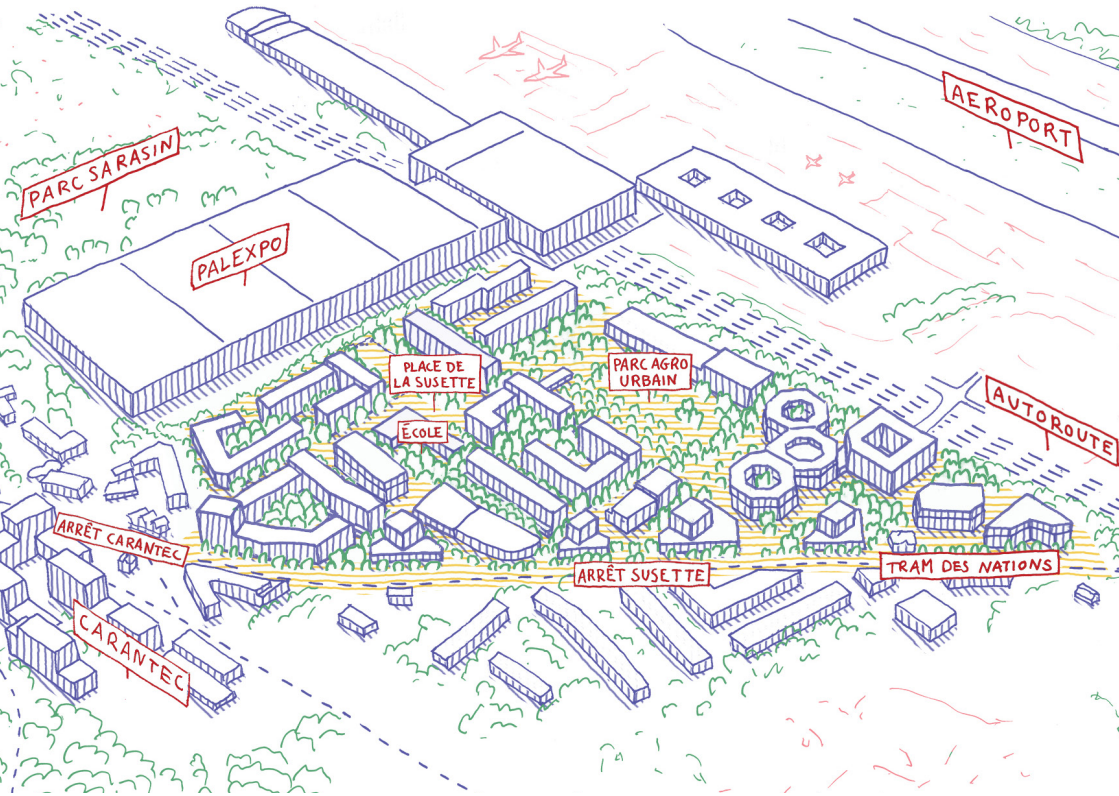 AEROPORT
PARC SARASIN
PALEXPO
PLACE DE
LA SUSETTE
PARC AGRO
URBAIN
AUTOROUTE
ÉCOLE
ARRÊT CARANTEC
ARRÊT SUSETTE
TRAM DES NATIONS
CARANTEC